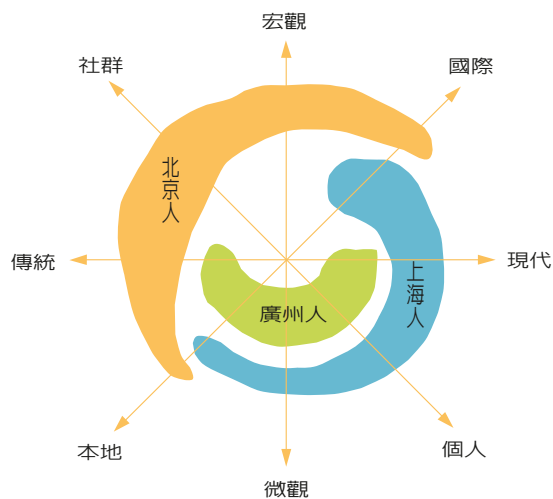 宏觀
社群
國際
北京人
傳統
現代
上海人
廣州人
本地
個人
微觀